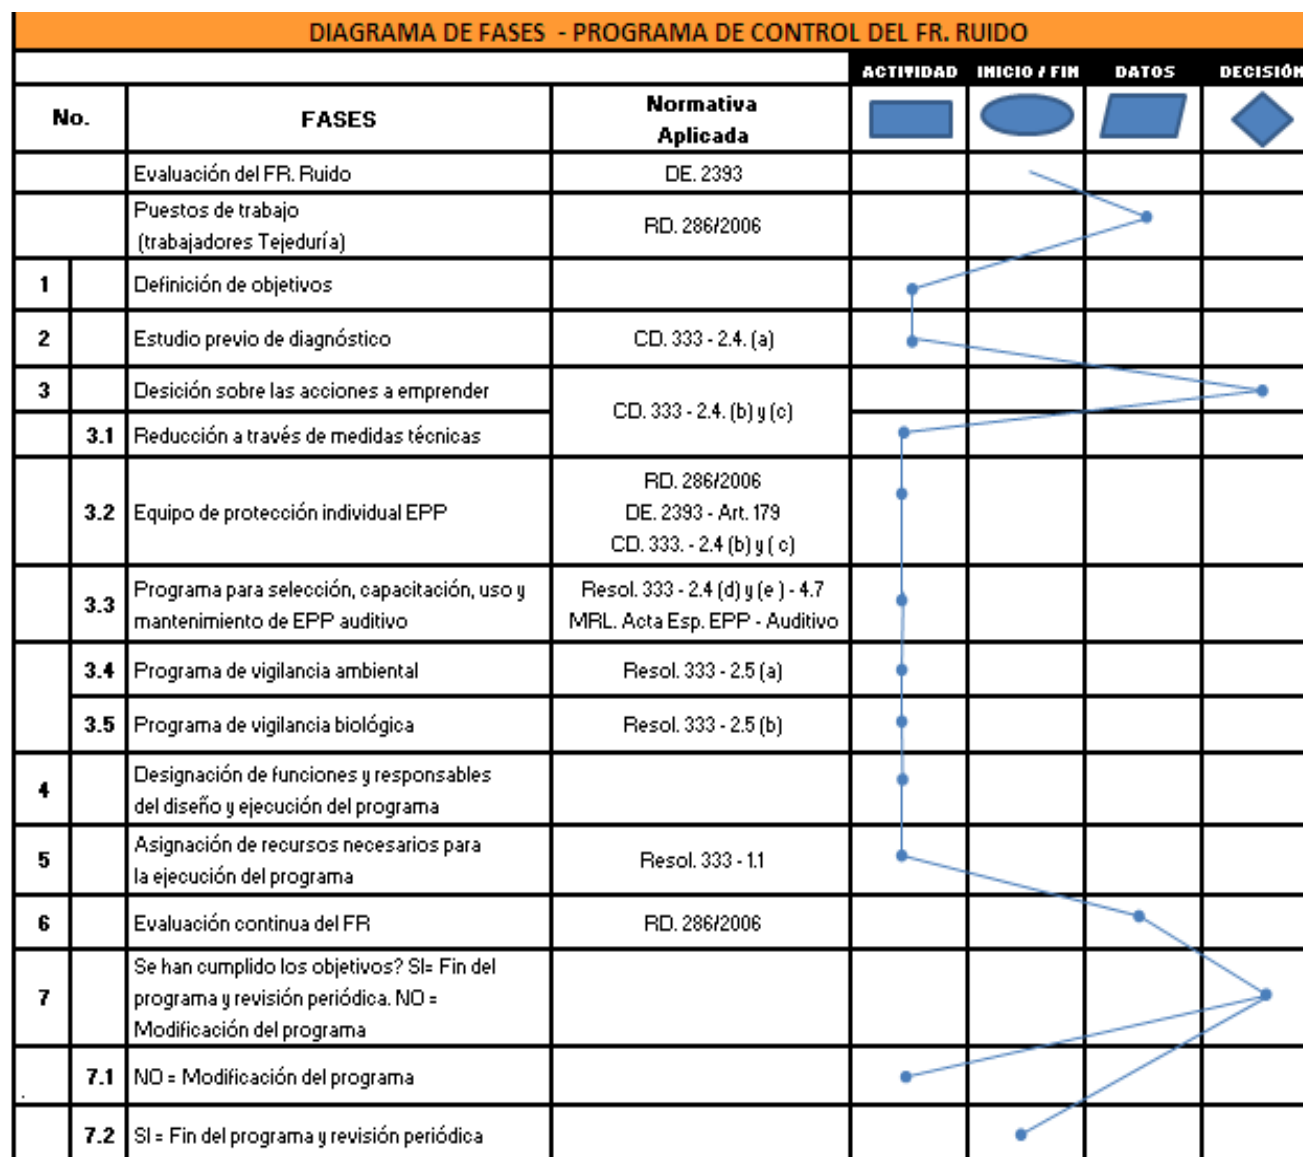 DIAGRAMA DE FASES - PROGRAMA DE CONTROL DEL FR. RUIDO
ACTITIDAD INICIO / FIN DATOS DECISIÓN
No. FASES Normativa
Aplicada
Evaluación del FR. Ruido DE. 2393
Puestos de trabajo
(trabajadores Tejeduría) RD. 286/2006
1 Definición de objetivos
2 Estudio previo de diagnóstico CD. 333 - 2.4. (a)
3 Desición sobre las acciones a emprender
CD. 333 - 2.4. (b) y (c)
3.1 Reducción a través de medidas técnicas
3.2 Equipo de protección individual EPP RD. 286/2006
DE. 2393 - Art. 179
CD. 333. - 2.4 (b) y ( c)
3.3 Programa para selección, capacitación, uso y
mantenimiento de EPP auditivo
Resol. 333 - 2.4 (d) y (e ) - 4.7
MRL. Acta Esp. EPP - Auditivo
3.4 Programa de vigilancia ambiental Resol. 333 - 2.5 (a)
3.5 Programa de vigilancia biológica Resol. 333 - 2.5 (b)
4 Designación de funciones y responsables
del diseño y ejecución del programa
5 Asignación de recursos necesarios para
la ejecución del programa
Resol. 333 - 1.1
6 Evaluación continua del FR RD. 286/2006
7 Se han cumplido los objetivos? SI= Fin del
programa y revisión periódica. NO =
Modificación del programa
7.1 NO = Modificación del programa
7.2 SI = Fin del programa y revisión periódica